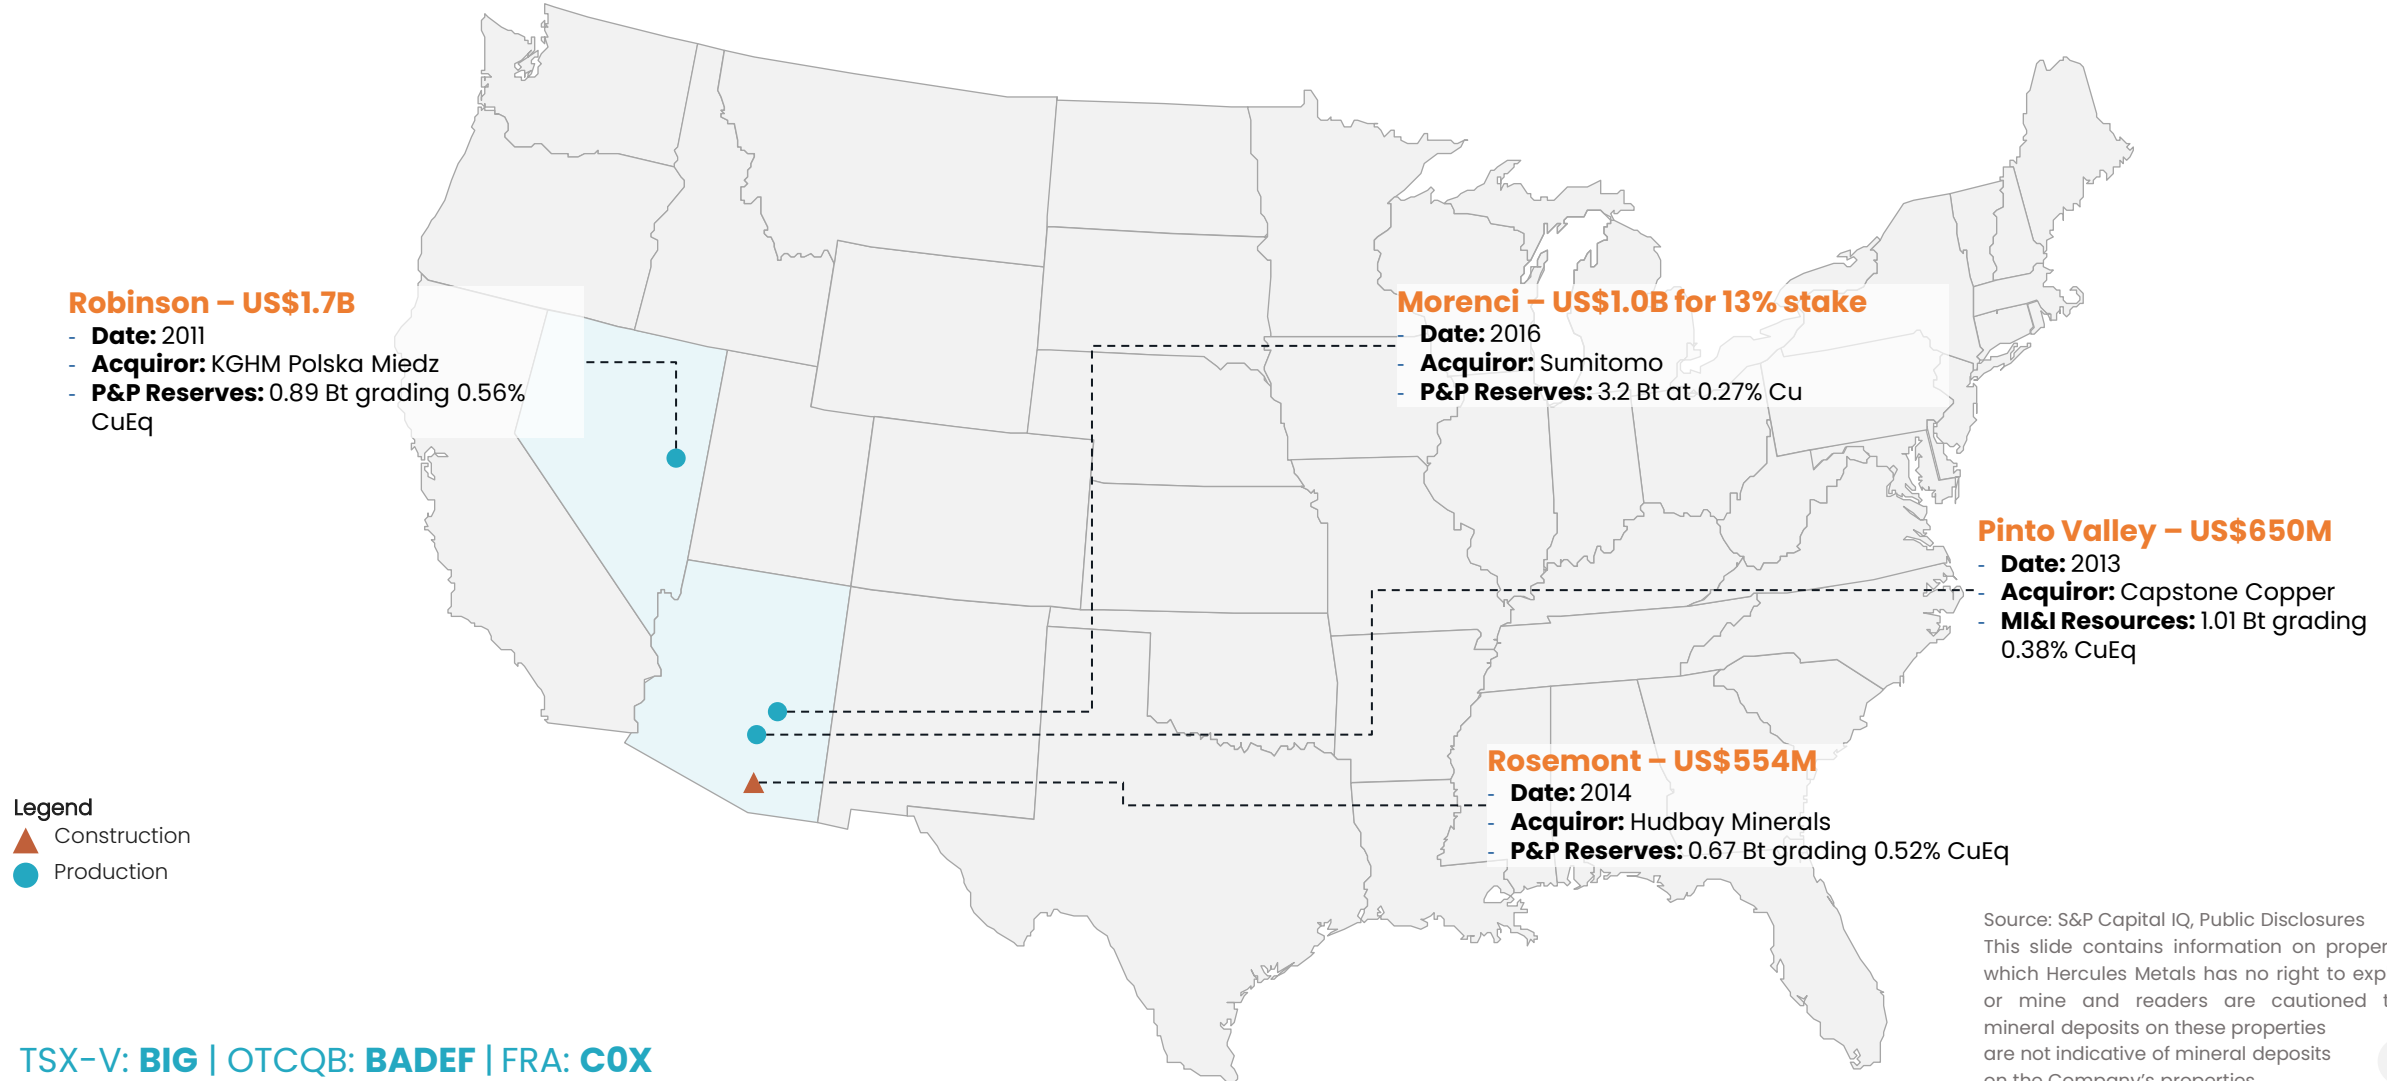 Robinson – US$1.7B
- Date: 2011
- Acquiror: KGHM Polska Miedz
- P&P Reserves: 0.89 Bt grading 0.56%
CuEq
Morenci – US$1.0B for 13% stake
- Date: 2016
- Acquiror: Sumitomo
- P&P Reserves: 3.2 Bt at 0.27% Cu
Pinto Valley – US$650M
- Date: 2013
- Acquiror: Capstone Copper
- MI&I Resources: 1.01 Bt grading
0.38% CuEq
Rosemont – US$554M
- Date: 2014
- Acquiror: Hudbay Minerals
- P&P Reserves: 0.67 Bt grading 0.52% CuEq
Legend
Construction
Production
Source: S&P Capital IQ, Public Disclosures
This slide contains information on
which Hercules Metals has no right to
or mine and readers are cautioned
mineral deposits on these properties
are not indicative of mineral deposits
on the Company's properties
TSX-V: BIG | OTCQB: BADEF | FRA: C0X